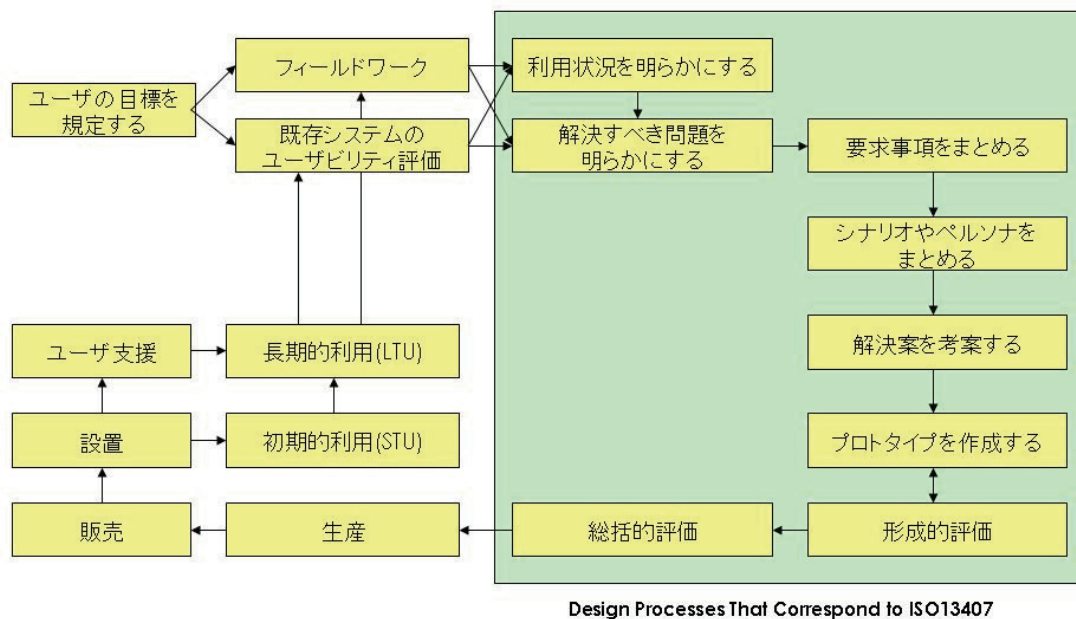 フィールドワーク
利用状況を明らかにする
ユーザの目標を
規定する
既存システムの
ユーザビリティ評価
解決すべき問題を
明らかにする
要求事項をまとめる
シナリオやペルソナを
まとめる
ユーザ支援
長期的利用(LTU)
解決案を考案する
設置
初期的利用(STU)
プロトタイプを作成する
販売
生産
総括的評価
形成的評価
Design Processes That Correspond to ISO13407